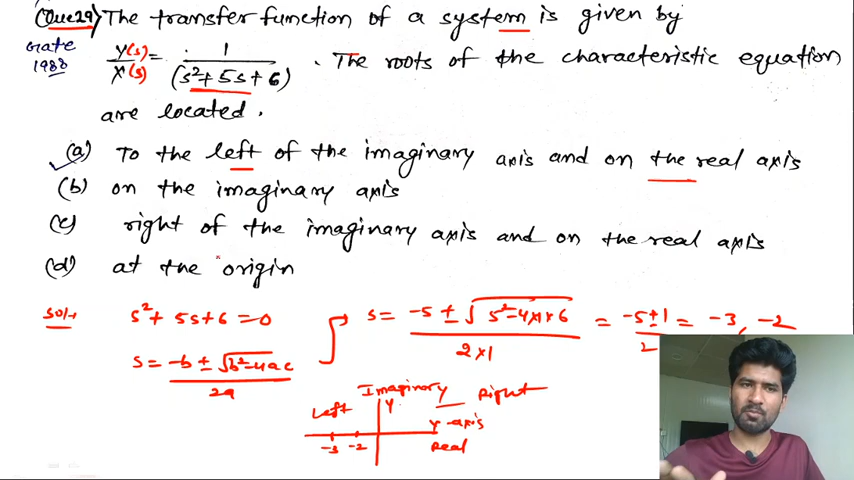 (Que29) The transfer function of a system is given by
Gate
1988
Y(s)/X(s) = 1/(s²+5s+6) . The roots of the characteristic equation
are located.
(a) To the left of the imaginary axis and on the real axis
(b) on the imaginary axis
(c) right of the imaginary axis and on the real axis
(d) at the origin
Sol4 s²+5s+6=0
s = -b ± √b²-4ac / 2a
s = -5 ± √5²-4×1×6 / 2×1 = -5±1 / 2 = -3, -2
Imaginary
Left Y Right
Y-axis
-3 -2 Real